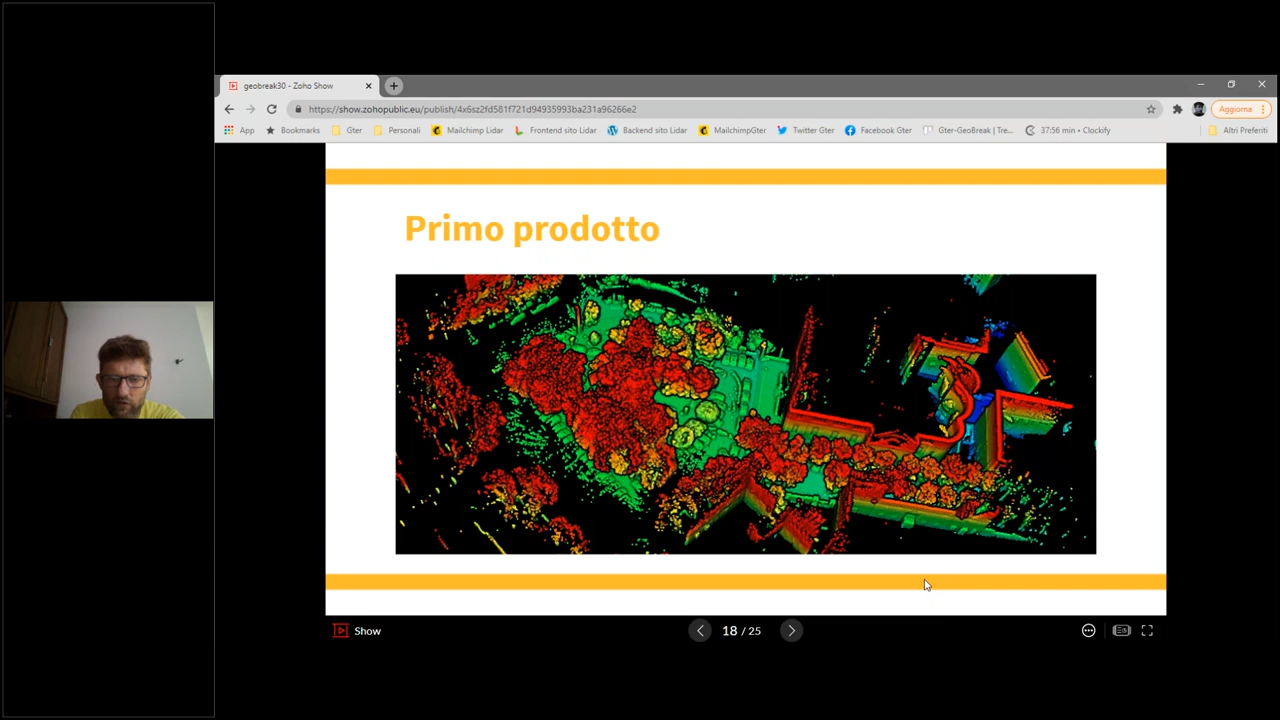 geobreak30 - Zoho Show
https://show.zohopublic.eu/publish/4x6sz2fd581f721d94935993ba231a96266e2
Aggiorna
App Bookmarks Gter Personali Mailchimp Lidar Frontend sito Lidar Backend sito Lidar MailchimpGter Twitter Gter Facebook Gter Gter-GeoBreak | Tre... 37:56 min • Clockify Altri Preferiti
Primo prodotto
Show 18 / 25